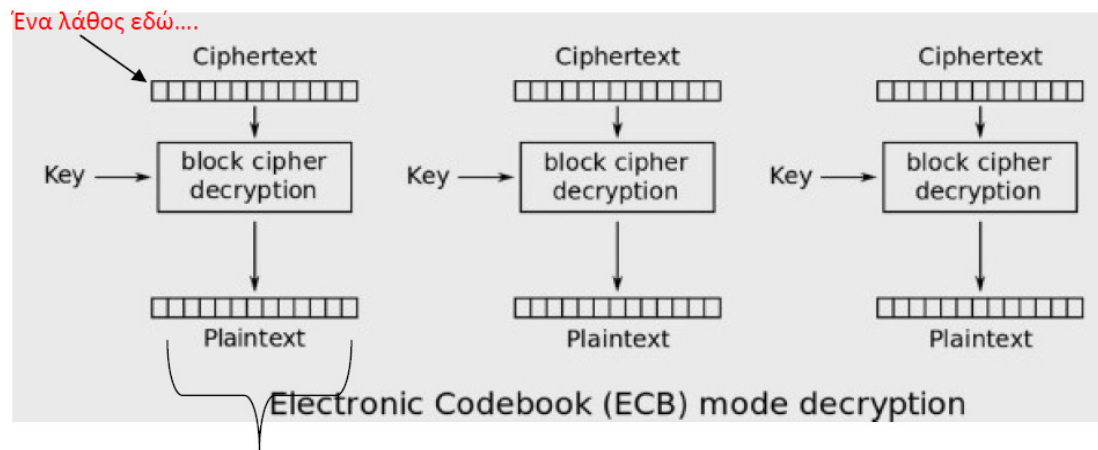 Ένα λάθος εδώ....
Ciphertext Ciphertext Ciphertext
Key block cipher decryption Key block cipher decryption Key block cipher decryption
Plaintext Plaintext Plaintext
Electronic Codebook (ECB) mode decryption